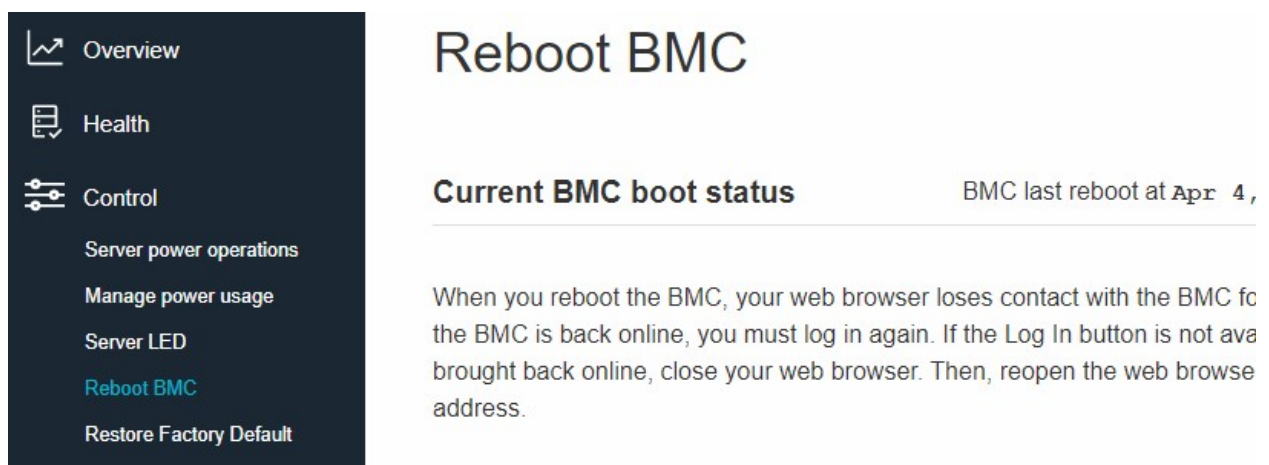 Overview
Health
Control
Server power operations
Manage power usage
Server LED
Reboot BMC
Restore Factory Default
Reboot BMC
Current BMC boot status
BMC last reboot at Apr 4,
When you reboot the BMC, your web browser loses contact with the BMC
the BMC is back online, you must log in again. If the Log In button is not
brought back online, close your web browser. Then, reopen the web
address.